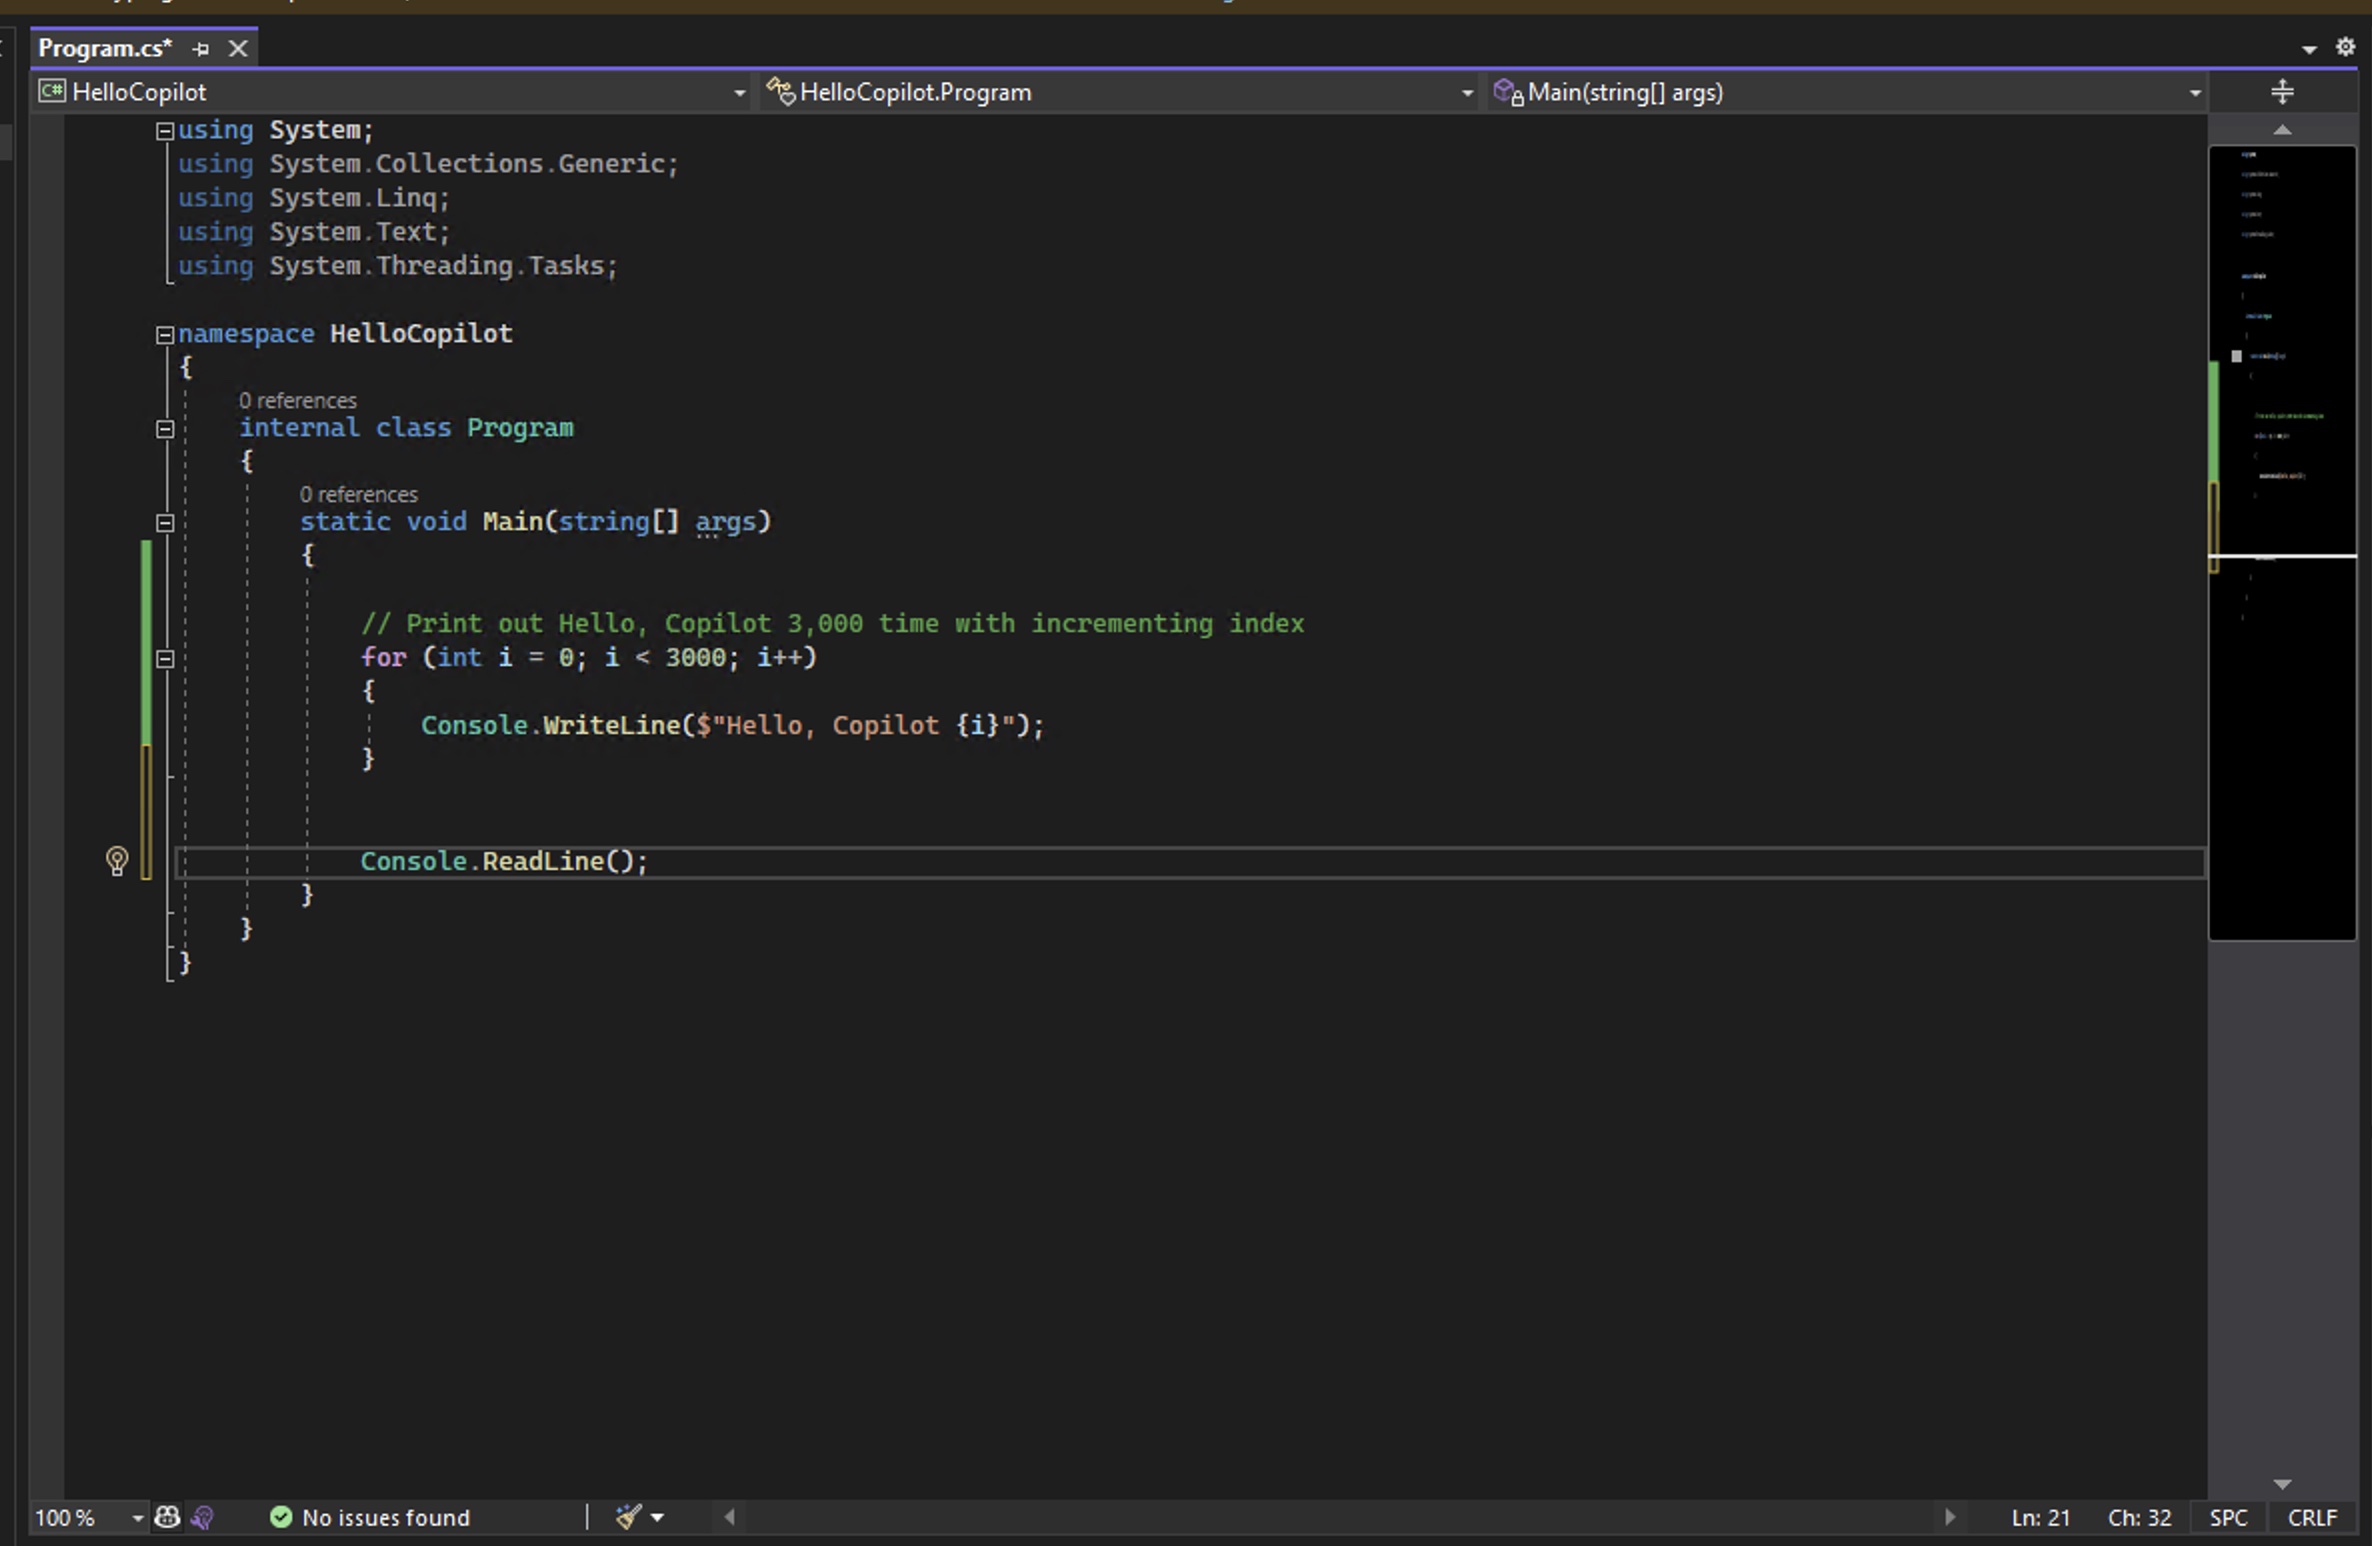 Program.cs*
HelloCopilot
HelloCopilot.Program
Main(string[] args)
using System;
using System.Collections.Generic;
using System.Linq;
using System.Text;
using System.Threading.Tasks;
namespace HelloCopilot
{
0 references
internal class Program
{
0 references
static void Main(string[] args)
{
// Print out Hello, Copilot 3,000 time with incrementing index
for (int i = 0; i < 3000; i++)
{
Console.WriteLine($"Hello, Copilot {i}");
}
Console.ReadLine();
}
}
}
100 %
No issues found
Ln: 21
Ch: 32
SPC
CRLF